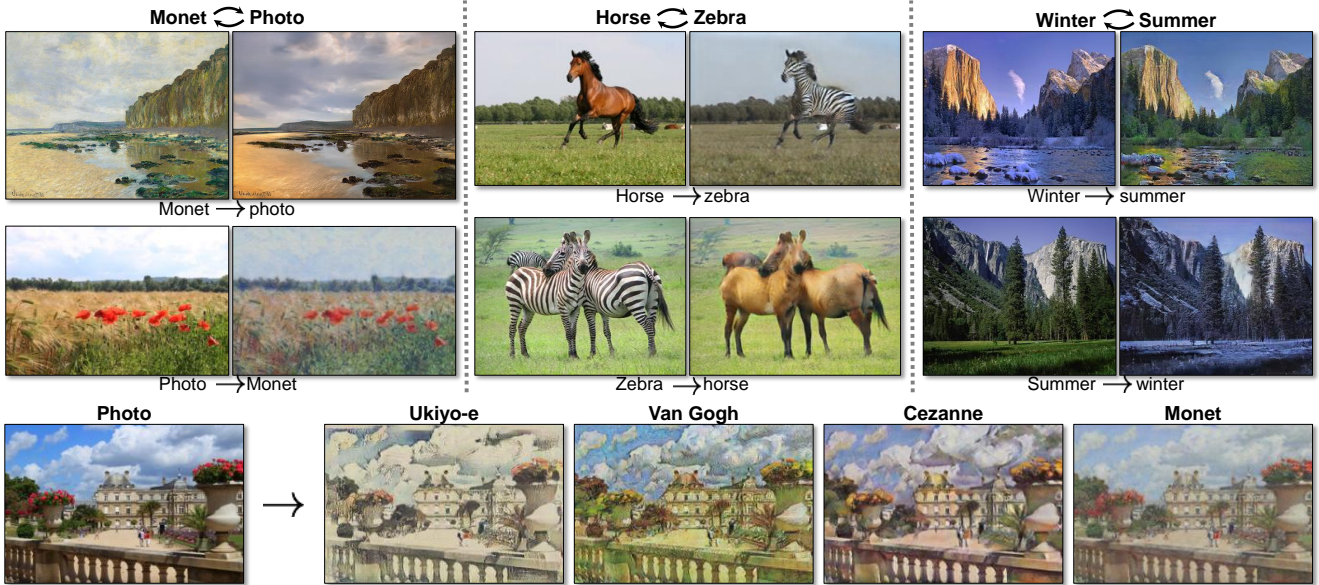 Monet Photo
Horse Zebra
Winter Summer
Monet → photo
Horse → zebra
Winter → summer
Photo → Monet
Zebra → horse
Summer → winter
Photo
Ukiyo-e
Van Gogh
Cezanne
Monet